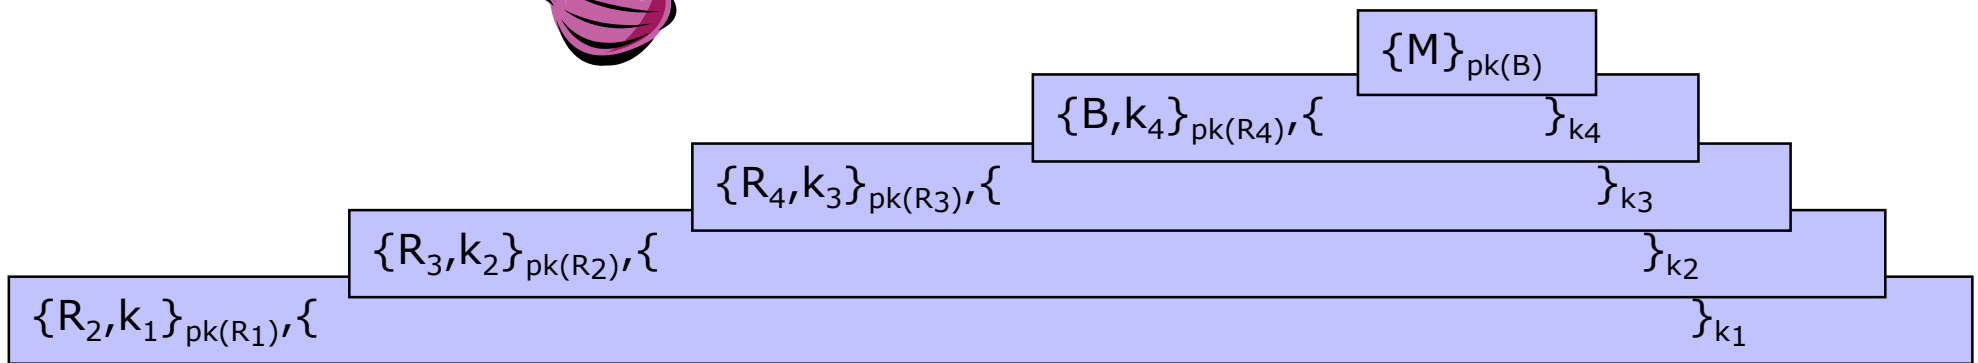 {M}pk(B)
{B,k4}pk(R4),{ }k4
{R4,k3}pk(R3),{ }k3
{R3,k2}pk(R2),{ }k2
{R2,k1}pk(R1),{ }k1